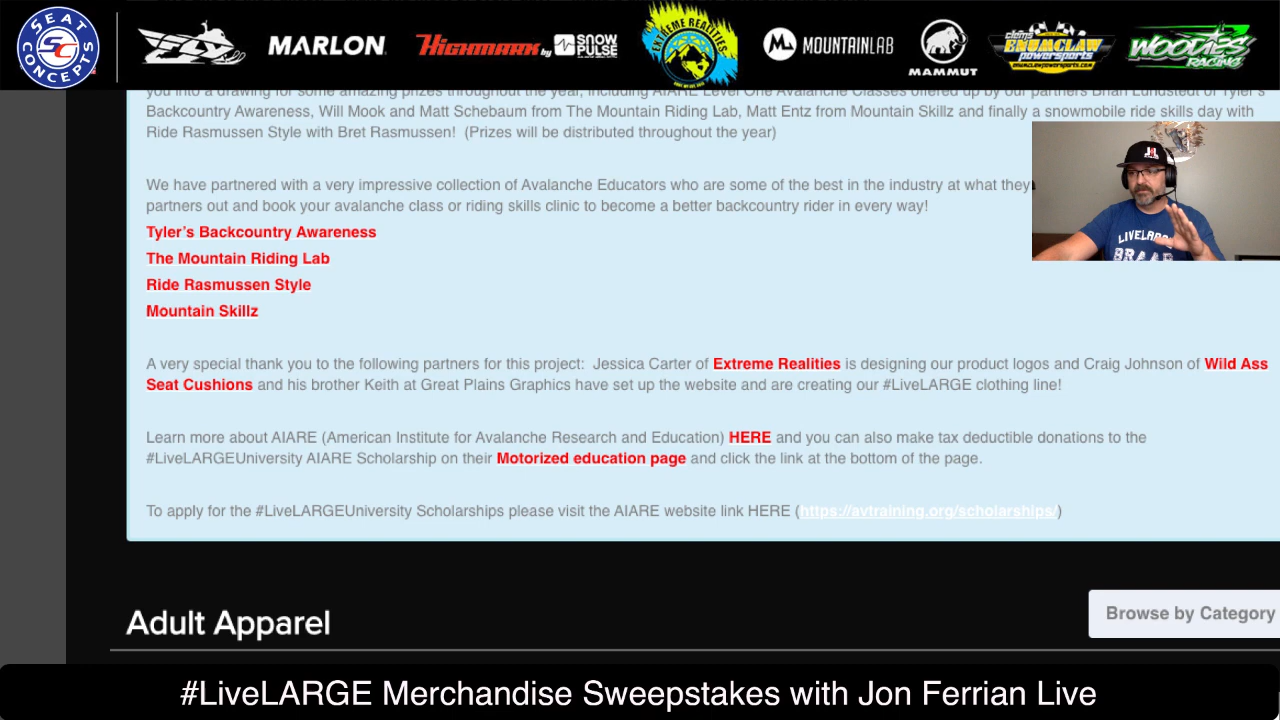 SEAT
SC
CONCEPTS
FLY
MARLON
HIGHMARK by SNOW PULSE
EXTREME REALITIES
MOUNTAINLAB
MAMMUT
clems
ENUMCLAW
powersports
enumclawpowersports.com
WOODIES
RACING
you into a drawing for some amazing prizes throughout the year, including AIARE Level One Avalanche Classes offered up by our partners Brian Lundstedt of Tyler's
Backcountry Awareness, Will Mook and Matt Schebaum from The Mountain Riding Lab, Matt Entz from Mountain Skillz and finally a snowmobile ride skills day with
Ride Rasmussen Style with Bret Rasmussen! (Prizes will be distributed throughout the year)
We have partnered with a very impressive collection of Avalanche Educators who are some of the best in the industry at what they
partners out and book your avalanche class or riding skills clinic to become a better backcountry rider in every way!
Tyler’s Backcountry Awareness
The Mountain Riding Lab
Ride Rasmussen Style
Mountain Skillz
LIVELARGE
BRAAP
A very special thank you to the following partners for this project: Jessica Carter of Extreme Realities is designing our product logos and Craig Johnson of Wild Ass
Seat Cushions and his brother Keith at Great Plains Graphics have set up the website and are creating our #LiveLARGE clothing line!
Learn more about AIARE (American Institute for Avalanche Research and Education) HERE and you can also make tax deductible donations to the
#LiveLARGEUniversity AIARE Scholarship on their Motorized education page and click the link at the bottom of the page.
To apply for the #LiveLARGEUniversity Scholarships please visit the AIARE website link HERE (https://avtraining.org/scholarships/)
Adult Apparel
Browse by Category
#LiveLARGE Merchandise Sweepstakes with Jon Ferrian Live